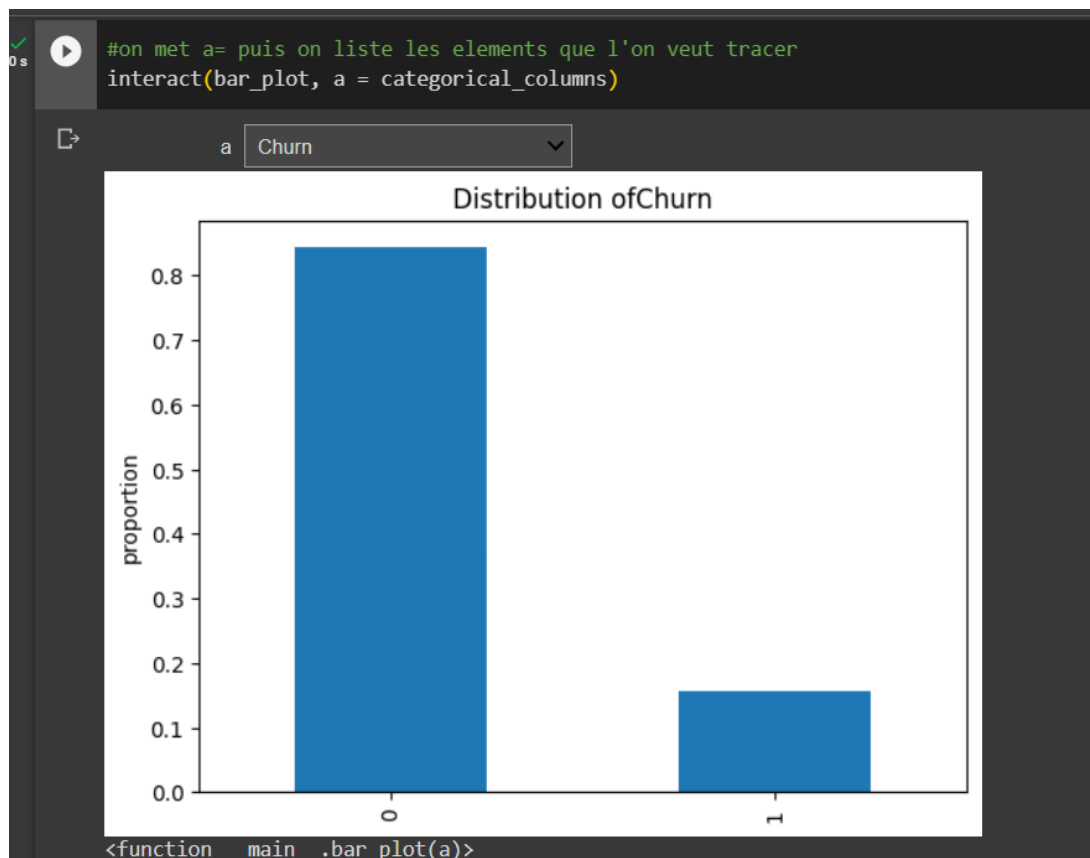 0 s
#on met a= puis on liste les elements que l'on veut tracer
interact(bar_plot, a = categorical_columns)
a Churn
Distribution ofChurn
proportion
0.8
0.7
0.6
0.5
0.4
0.3
0.2
0.1
0.0
0 1
<function __main__.bar_plot(a)>